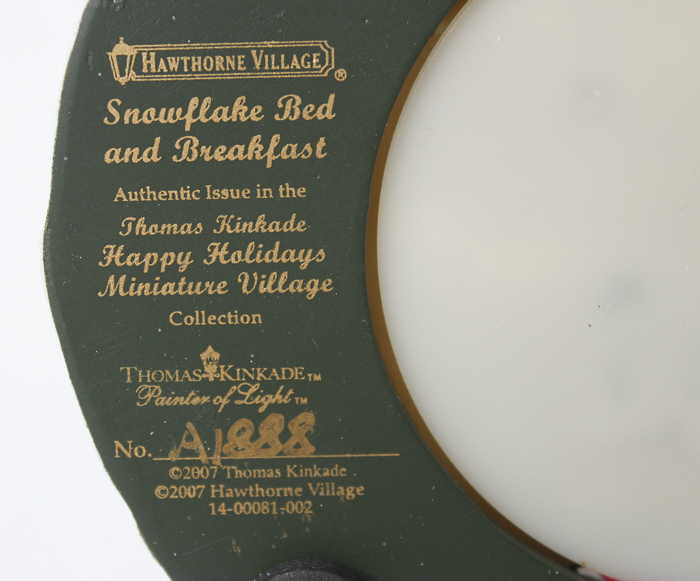 HAWTHORNE VILLAGE®
Snowflake Bed
and Breakfast
Authentic Issue in the
Thomas Kinkade
Happy Holidays
Miniature Village
Collection
THOMAS KINKADE™
Painter of Light™
No. A1888
©2007 Thomas Kinkade
©2007 Hawthorne Village
14-00081-002